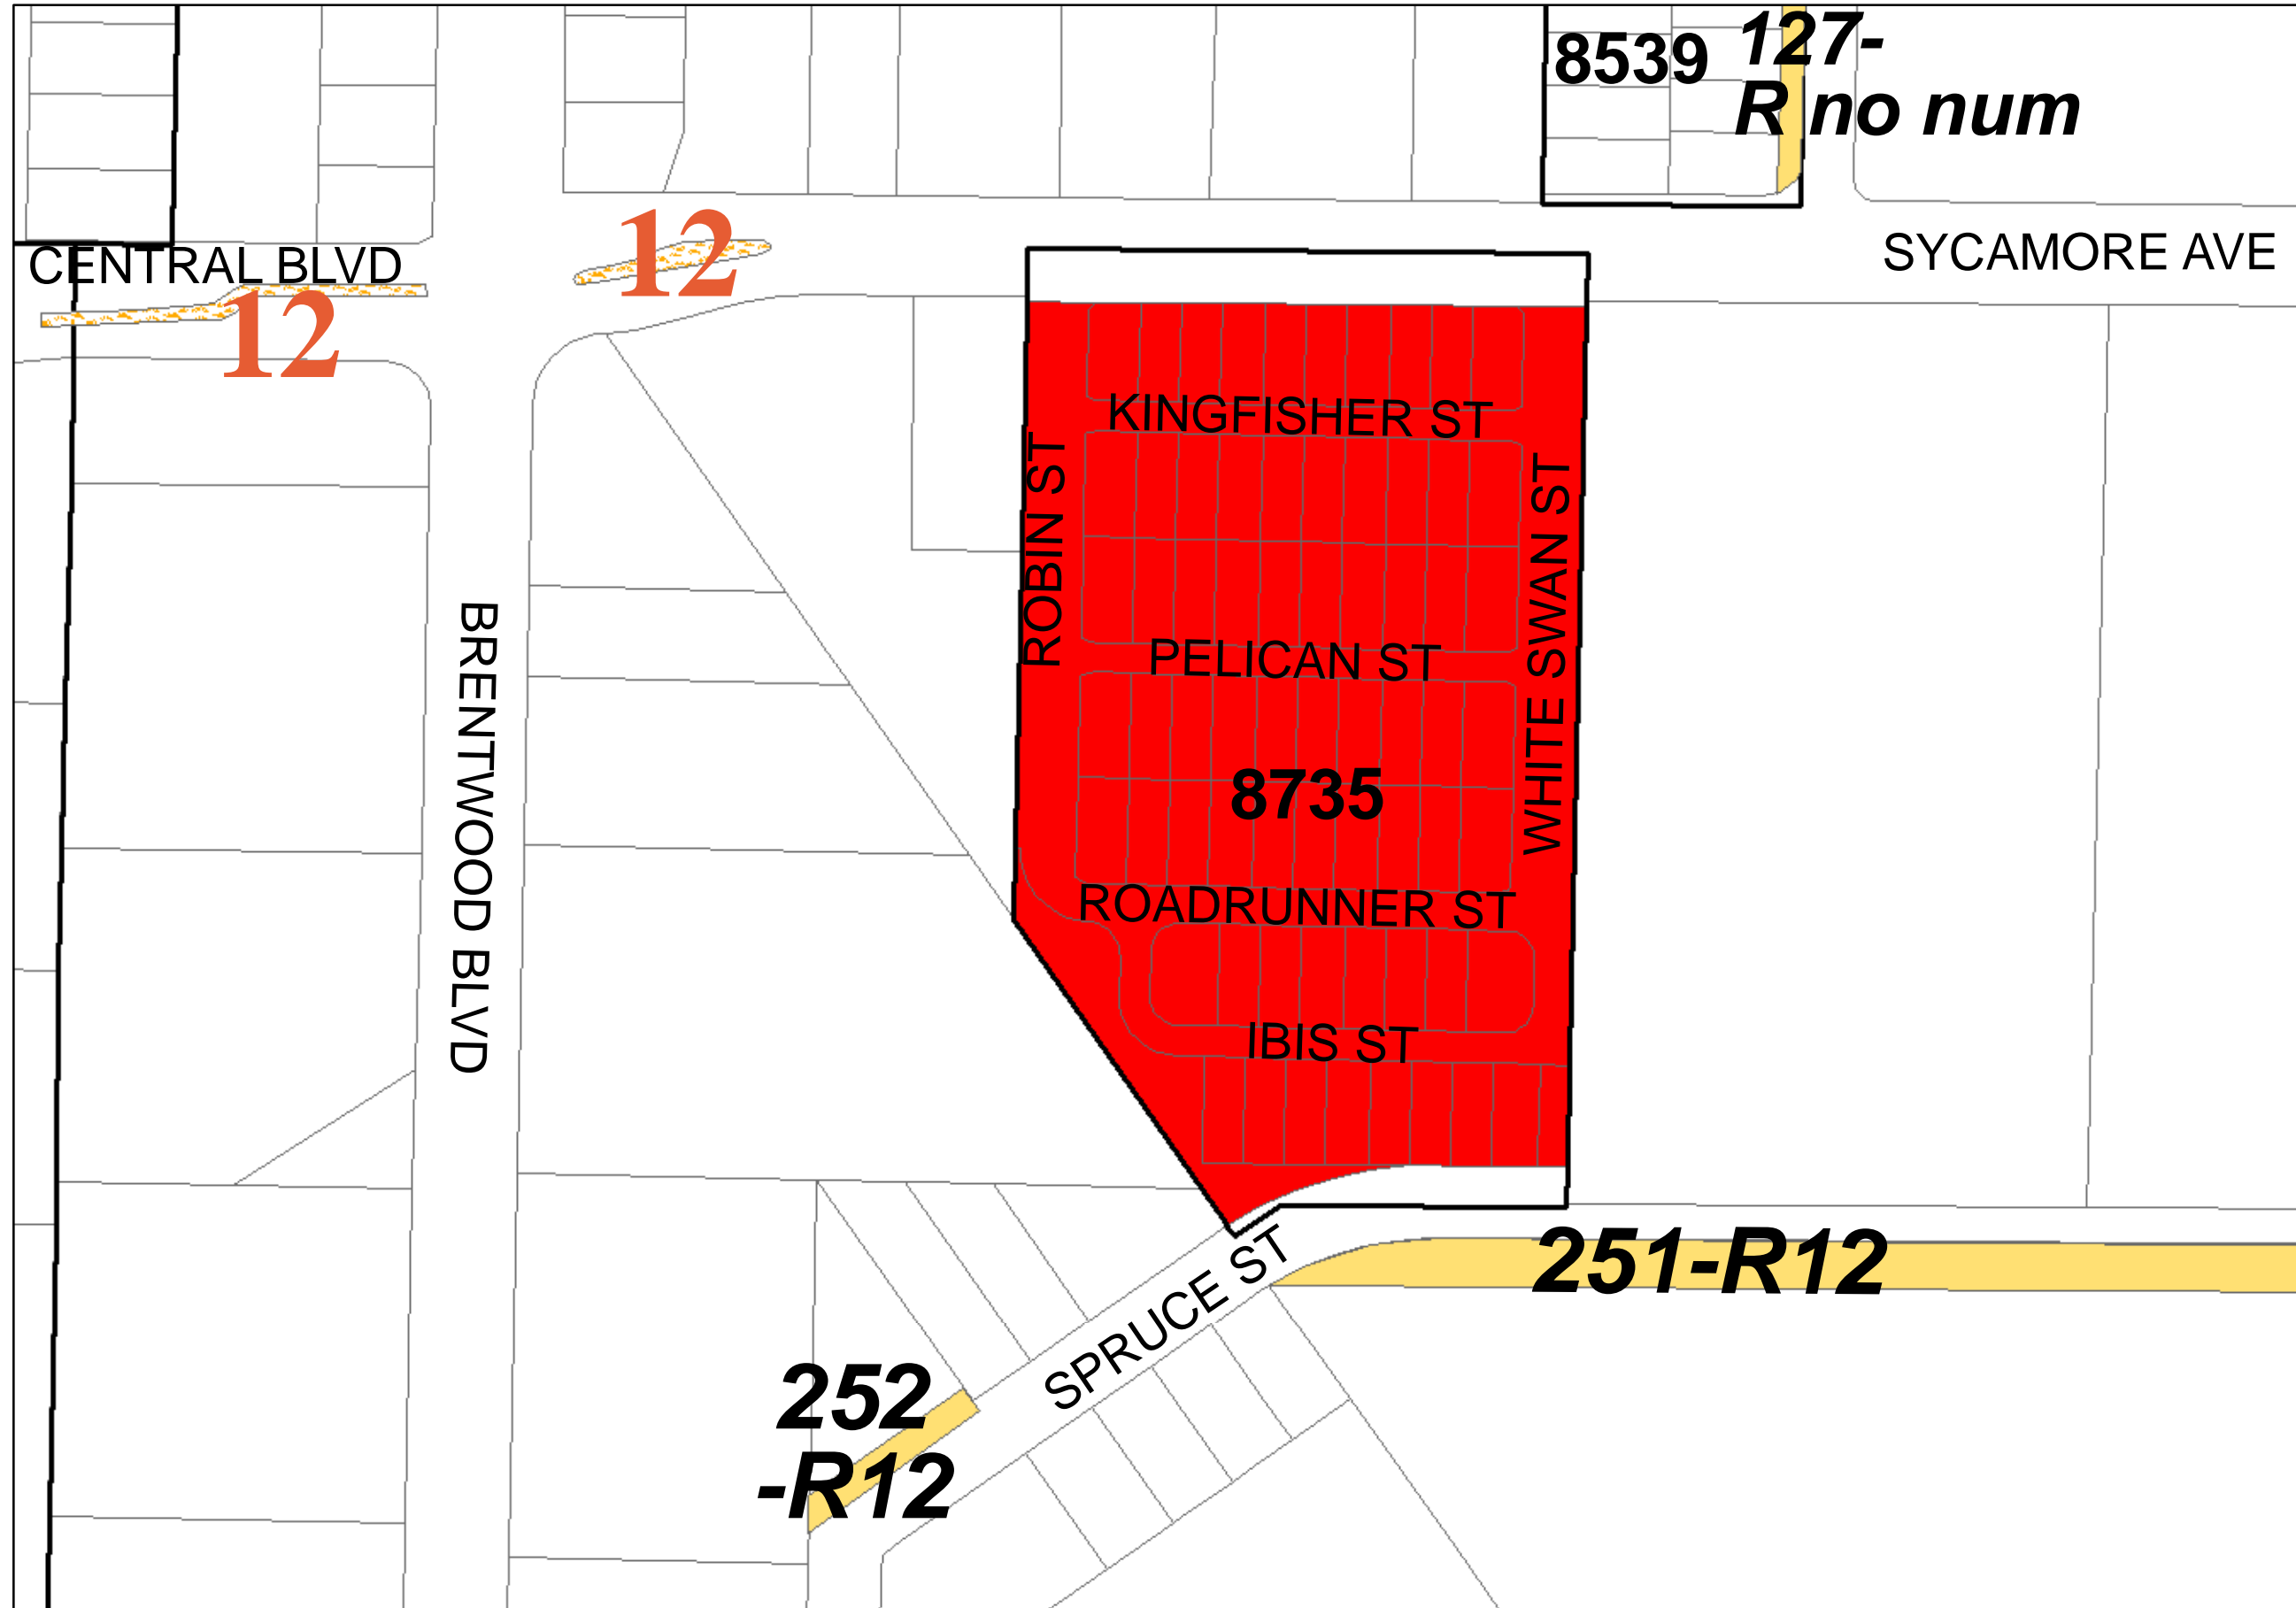 8539
127-
R no num
12
CENTRAL BLVD
SYCAMORE AVE
12
KINGFISHER ST
ROBIN ST
WHITE SWAN ST
BRENTWOOD BLVD
PELICAN ST
8735
ROADRUNNER ST
IBIS ST
251-R12
SPRUCE ST
252
-R12